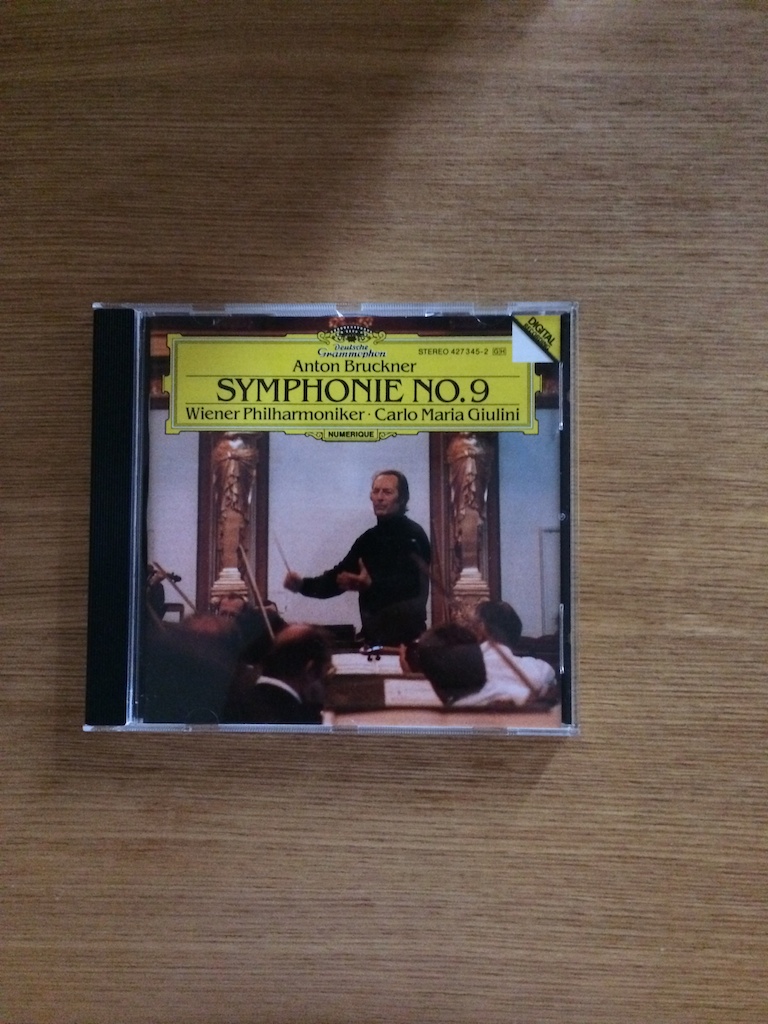 DIGITAL
Deutsche
Grammophon
STEREO 427 345-2 GH
Anton Bruckner
SYMPHONIE NO. 9
Wiener Philharmoniker · Carlo Maria Giulini
NUMERIQUE